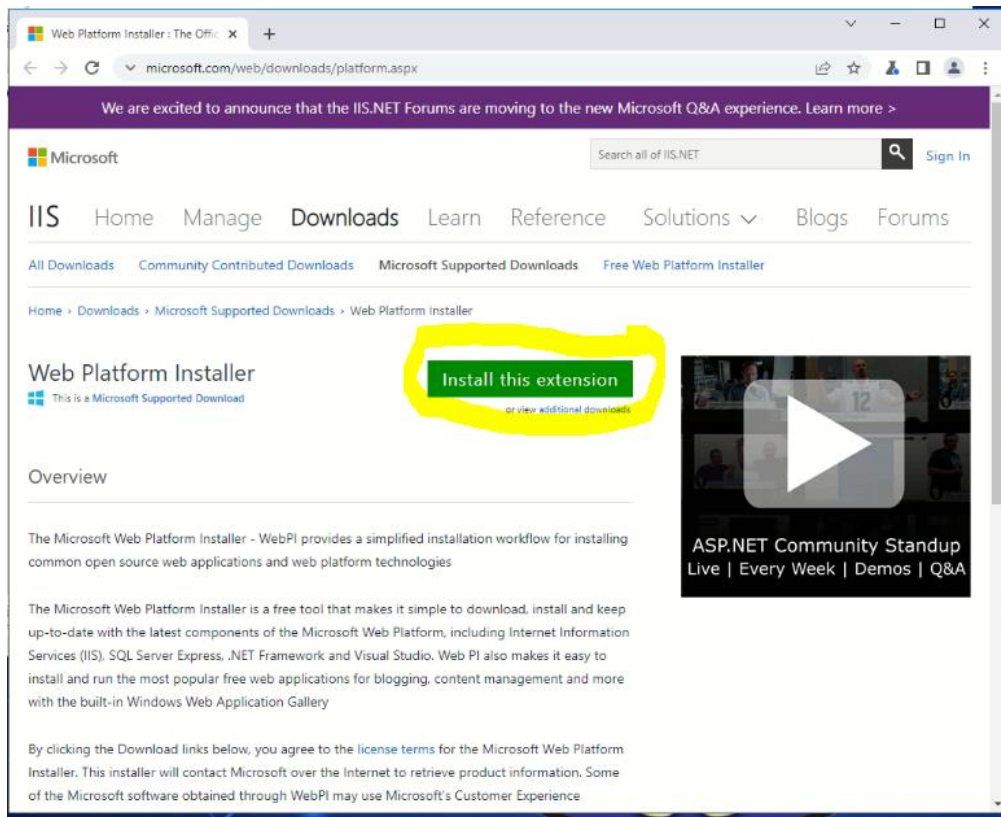 Web Platform Installer : The Offic
microsoft.com/web/downloads/platform.aspx
We are excited to announce that the IIS.NET Forums are moving to the new Microsoft Q&A experience. Learn more >
Microsoft
Search all of IIS.NET
Sign In
IIS Home Manage Downloads Learn Reference Solutions Blogs Forums
All Downloads Community Contributed Downloads Microsoft Supported Downloads Free Web Platform Installer
Home › Downloads › Microsoft Supported Downloads › Web Platform Installer
Web Platform Installer
This is a Microsoft Supported Download
Install this extension
or view additional downloads
12
ASP.NET Community Standup
Live | Every Week | Demos | Q&A
Overview
The Microsoft Web Platform Installer - WebPI provides a simplified installation workflow for installing
common open source web applications and web platform technologies
The Microsoft Web Platform Installer is a free tool that makes it simple to download, install and keep
up-to-date with the latest components of the Microsoft Web Platform, including Internet Information
Services (IIS), SQL Server Express, .NET Framework and Visual Studio. Web PI also makes it easy to
install and run the most popular free web applications for blogging, content management and more
with the built-in Windows Web Application Gallery
By clicking the Download links below, you agree to the license terms for the Microsoft Web Platform
Installer. This installer will contact Microsoft over the Internet to retrieve product information. Some
of the Microsoft software obtained through WebPI may use Microsoft's Customer Experience